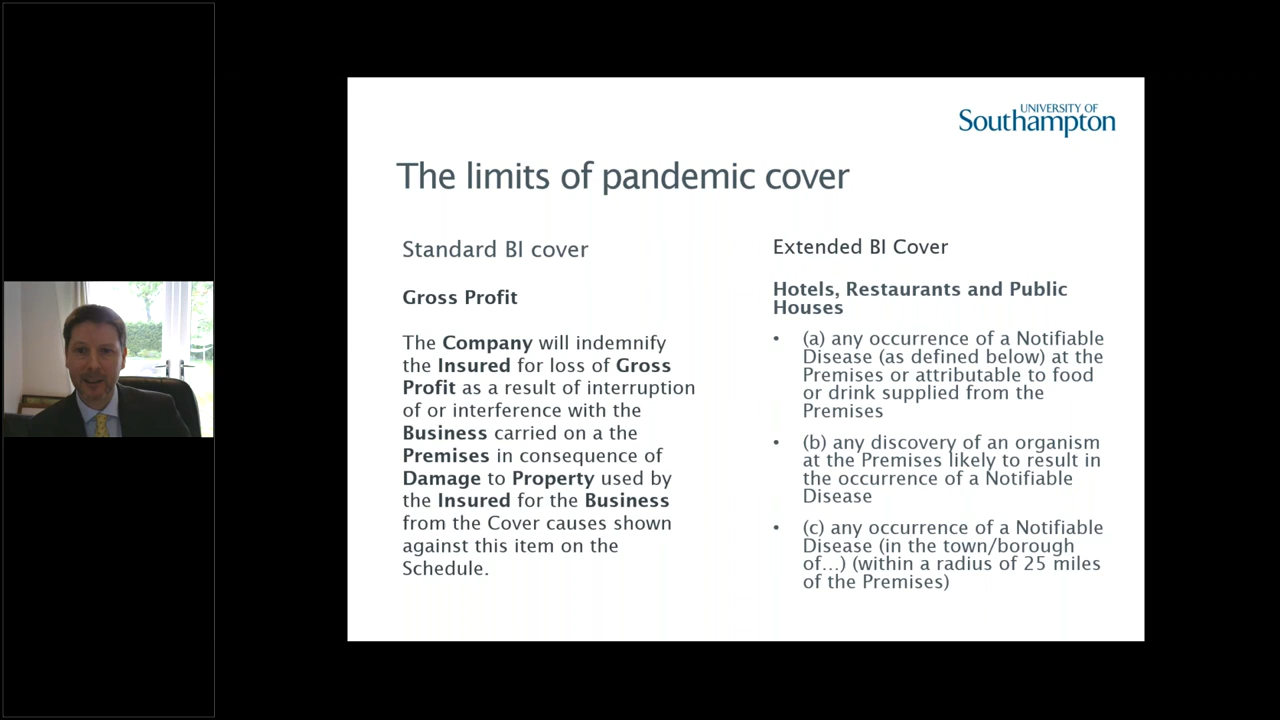 UNIVERSITY OF
Southampton
The limits of pandemic cover
Standard BI cover
Gross Profit
The Company will indemnify
the Insured for loss of Gross
Profit as a result of interruption
of or interference with the
Business carried on a the
Premises in consequence of
Damage to Property used by
the Insured for the Business
from the Cover causes shown
against this item on the
Schedule.
Extended BI Cover
Hotels, Restaurants and Public
Houses
• (a) any occurrence of a Notifiable
Disease (as defined below) at the
Premises or attributable to food
or drink supplied from the
Premises
• (b) any discovery of an organism
at the Premises likely to result in
the occurrence of a Notifiable
Disease
• (c) any occurrence of a Notifiable
Disease (in the town/borough
of...) (within a radius of 25 miles
of the Premises)